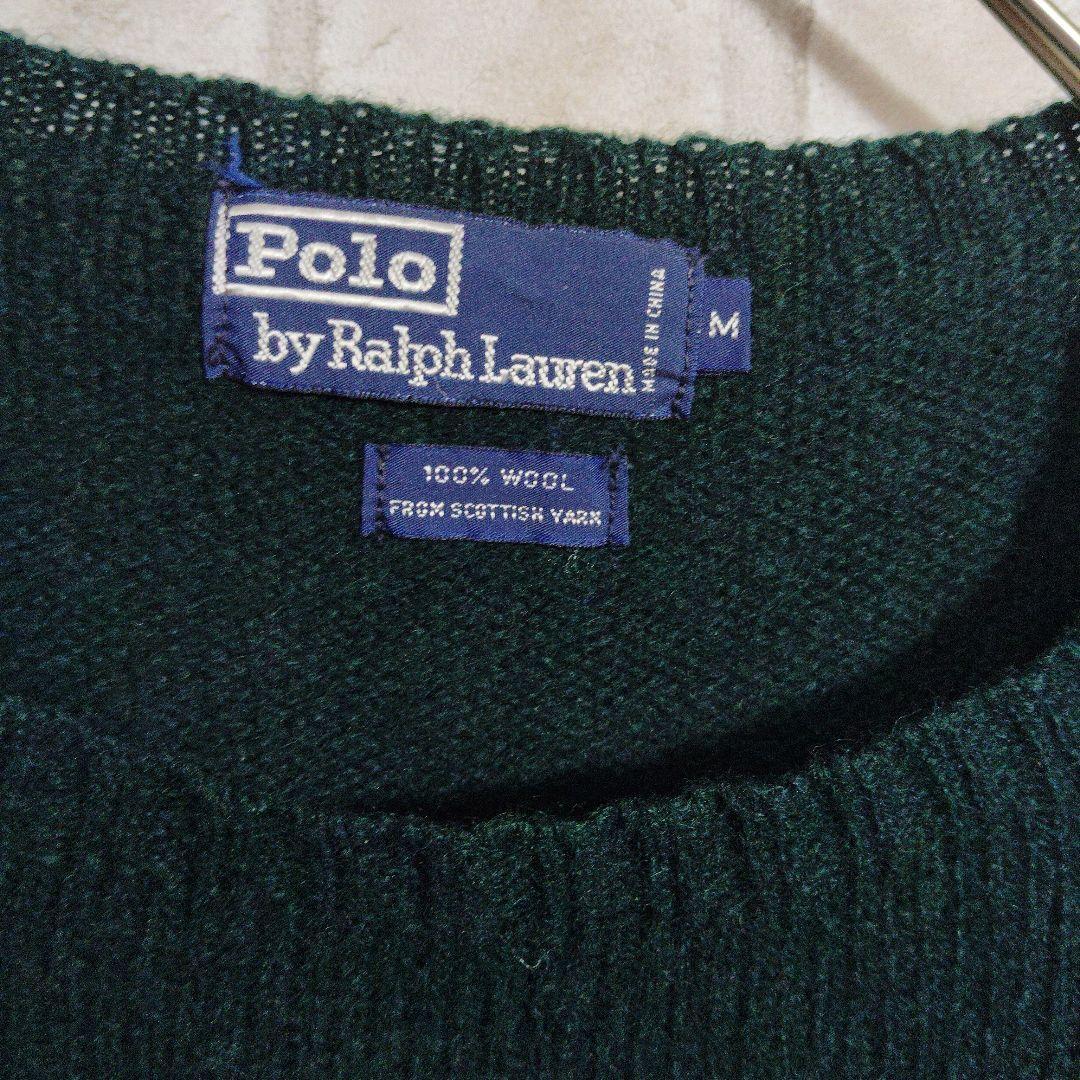 Polo
by Ralph Lauren
MADE IN CHINA
M
100% WOOL
FROM SCOTTISH YARN